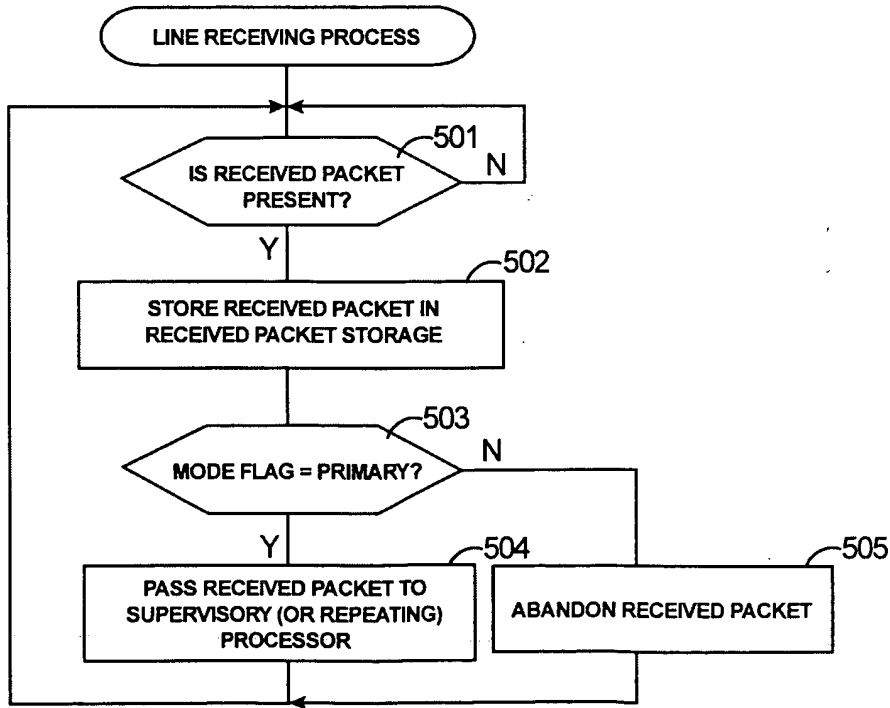 LINE RECEIVING PROCESS
501
IS RECEIVED PACKET
PRESENT?
N
Y
502
STORE RECEIVED PACKET IN
RECEIVED PACKET STORAGE
503
MODE FLAG = PRIMARY?
N
Y
504
PASS RECEIVED PACKET TO
SUPERVISORY (OR REPEATING)
PROCESSOR
505
ABANDON RECEIVED PACKET